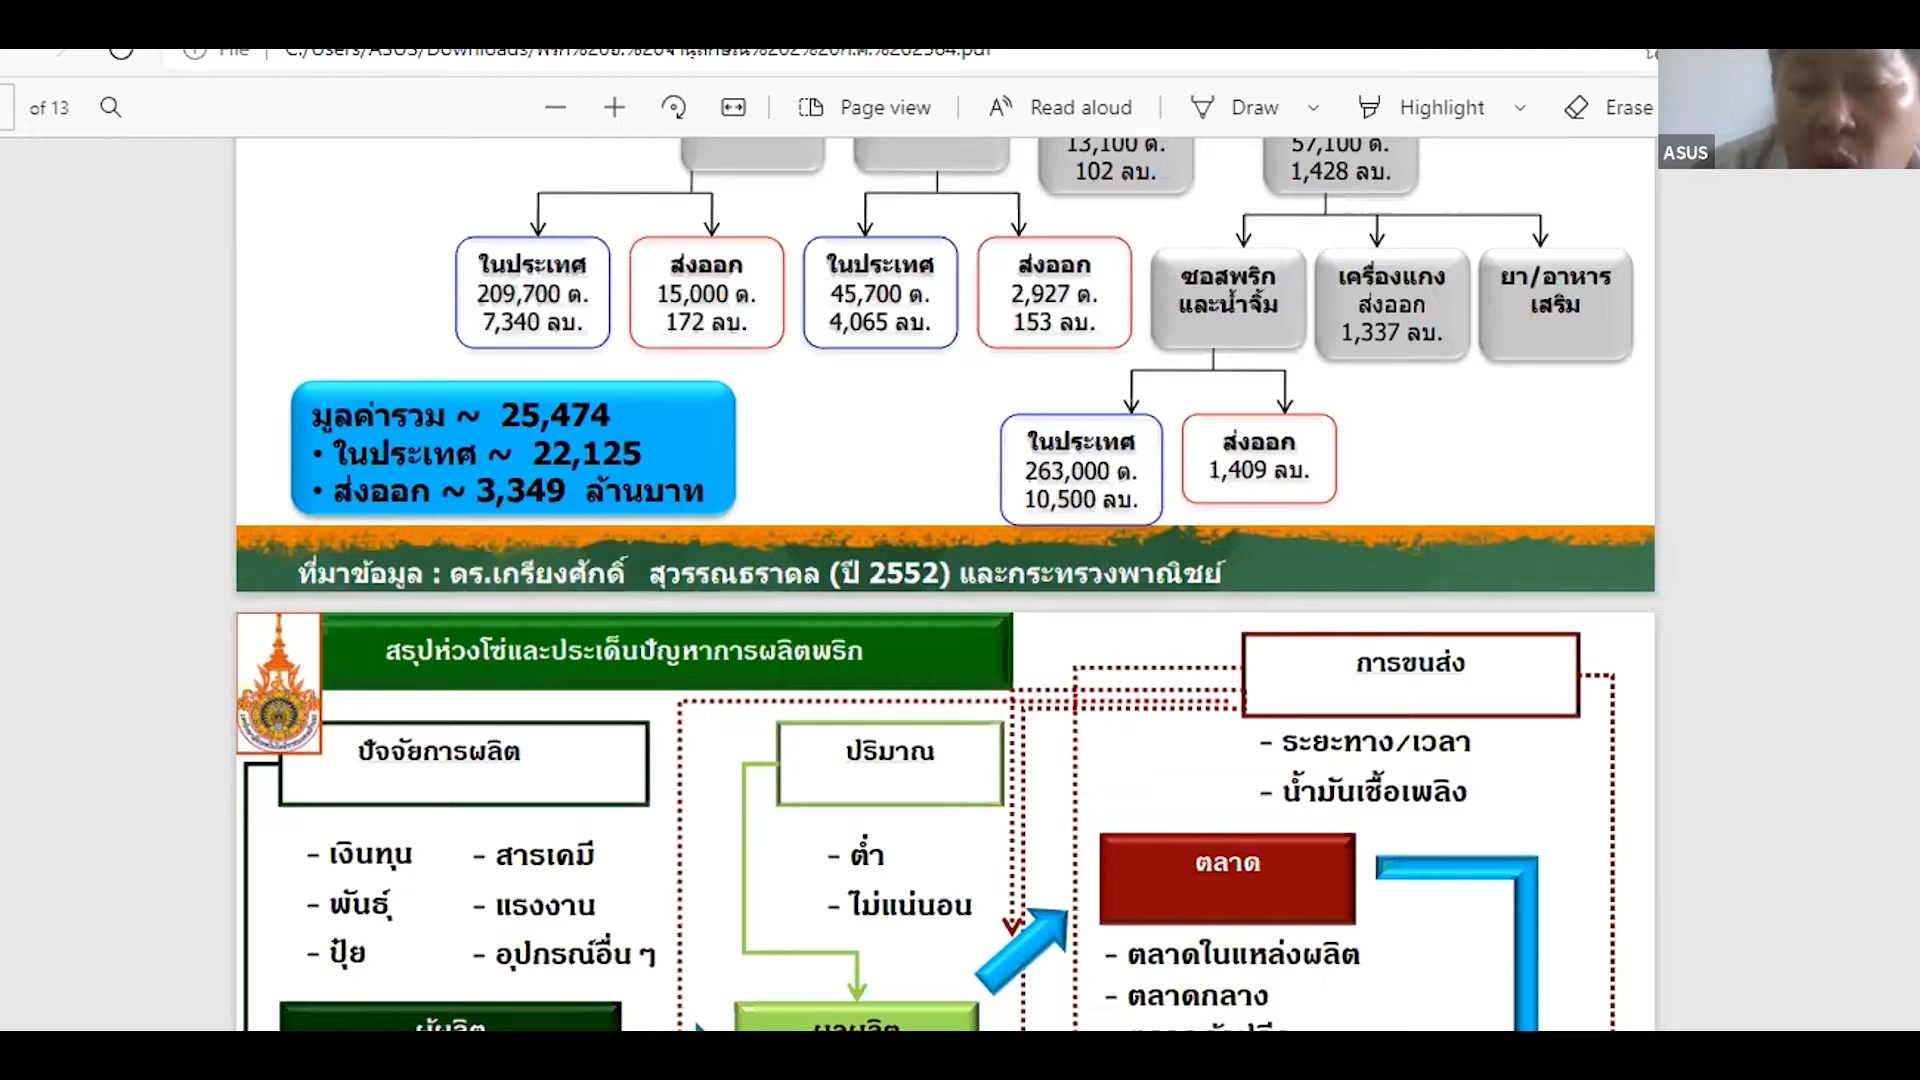 of 13
Page view
Read aloud
Draw
Highlight
Erase
ASUS
13,100 ต.
102 ลบ.
57,100 ต.
1,428 ลบ.
ในประเทศ
209,700 ต.
7,340 ลบ.
ส่งออก
15,000 ต.
172 ลบ.
ในประเทศ
45,700 ต.
4,065 ลบ.
ส่งออก
2,927 ต.
153 ลบ.
ซอสพริก
และน้ำจิ้ม
เครื่องแกง
ส่งออก
1,337 ลบ.
ยา/อาหาร
เสริม
มูลค่ารวม ~ 25,474
• ในประเทศ ~ 22,125
• ส่งออก ~ 3,349 ล้านบาท
ในประเทศ
263,000 ต.
10,500 ลบ.
ส่งออก
1,409 ลบ.
ที่มาข้อมูล : ดร.เกรียงศักดิ์ สุวรรณธราดล (ปี 2552) และกระทรวงพาณิชย์
สรุปห่วงโซ่และประเด็นปัญหาการผลิตพริก
การขนส่ง
- ระยะทาง/เวลา
- น้ำมันเชื้อเพลิง
ปัจจัยการผลิต
- เงินทุน
- พันธุ์
- ปุ๋ย
- สารเคมี
- แรงงาน
- อุปกรณ์อื่น ๆ
ปริมาณ
- ต่ำ
- ไม่แน่นอน
ตลาด
- ตลาดในแหล่งผลิต
- ตลาดกลาง
ผู้ผลิต
ผลผลิต